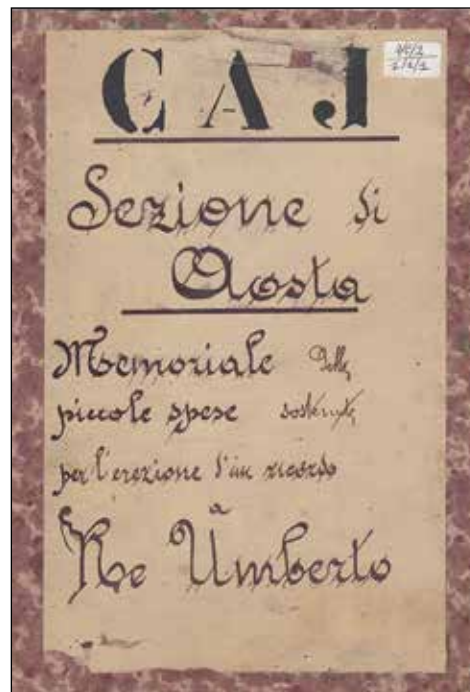 C A J
Sezione di
Aosta
Memoriale delle
piccole spese sostenute
per l'erezione d'un ricordo
a
Re Umberto